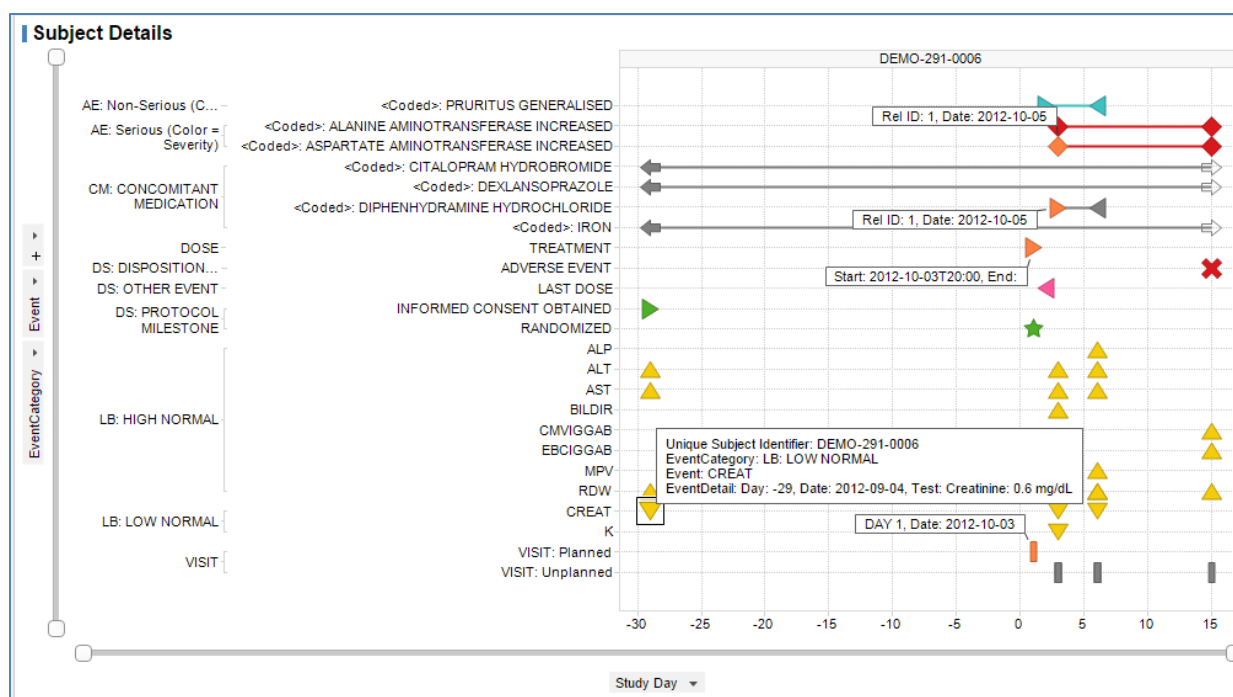 Subject Details
DEMO-291-0006
AE: Non-Serious (C...
<Coded>: PRURITUS GENERALISED
Rel ID: 1, Date: 2012-10-05
AE: Serious (Color =
Severity)
<Coded>: ALANINE AMINOTRANSFERASE INCREASED
<Coded>: ASPARTATE AMINOTRANSFERASE INCREASED
CM: CONCOMITANT
MEDICATION
<Coded>: CITALOPRAM HYDROBROMIDE
<Coded>: DEXLANSOPRAZOLE
<Coded>: DIPHENHYDRAMINE HYDROCHLORIDE
Rel ID: 1, Date: 2012-10-05
<Coded>: IRON
DOSE
TREATMENT
Start: 2012-10-03T20:00, End:
DS: DISPOSITION...
ADVERSE EVENT
DS: OTHER EVENT
LAST DOSE
DS: PROTOCOL
MILESTONE
INFORMED CONSENT OBTAINED
RANDOMIZED
LB: HIGH NORMAL
ALP
ALT
AST
BILDIR
CMVIGGAB
EBCIGGAB
MPV
RDW
Unique Subject Identifier: DEMO-291-0006
EventCategory: LB: LOW NORMAL
Event: CREAT
EventDetail: Day: -29, Date: 2012-09-04, Test: Creatinine: 0.6 mg/dL
LB: LOW NORMAL
CREAT
K
DAY 1, Date: 2012-10-03
VISIT
VISIT: Planned
VISIT: Unplanned
+
Event
EventCategory
-30 -25 -20 -15 -10 -5 0 5 10 15
Study Day